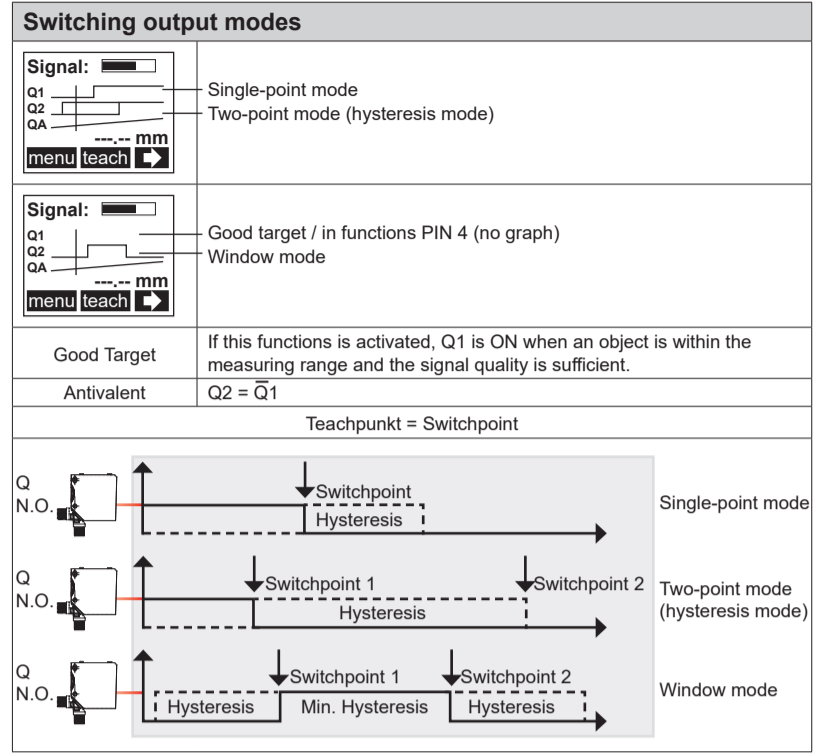 Switching output modes
Signal:
Q1
Q2
QA
---.-- mm
menu teach
Single-point mode
Two-point mode (hysteresis mode)
Signal:
Q1
Q2
QA
---.-- mm
menu teach
Good target / in functions PIN 4 (no graph)
Window mode
Good Target
If this functions is activated, Q1 is ON when an object is within the
measuring range and the signal quality is sufficient.
Antivalent
Q2 = Q̅1
Teachpunkt = Switchpoint
Q
N.O.
Switchpoint
Hysteresis
Single-point mode
Q
N.O.
Switchpoint 1
Switchpoint 2
Hysteresis
Two-point mode
(hysteresis mode)
Q
N.O.
Switchpoint 1
Switchpoint 2
Hysteresis
Min. Hysteresis
Hysteresis
Window mode